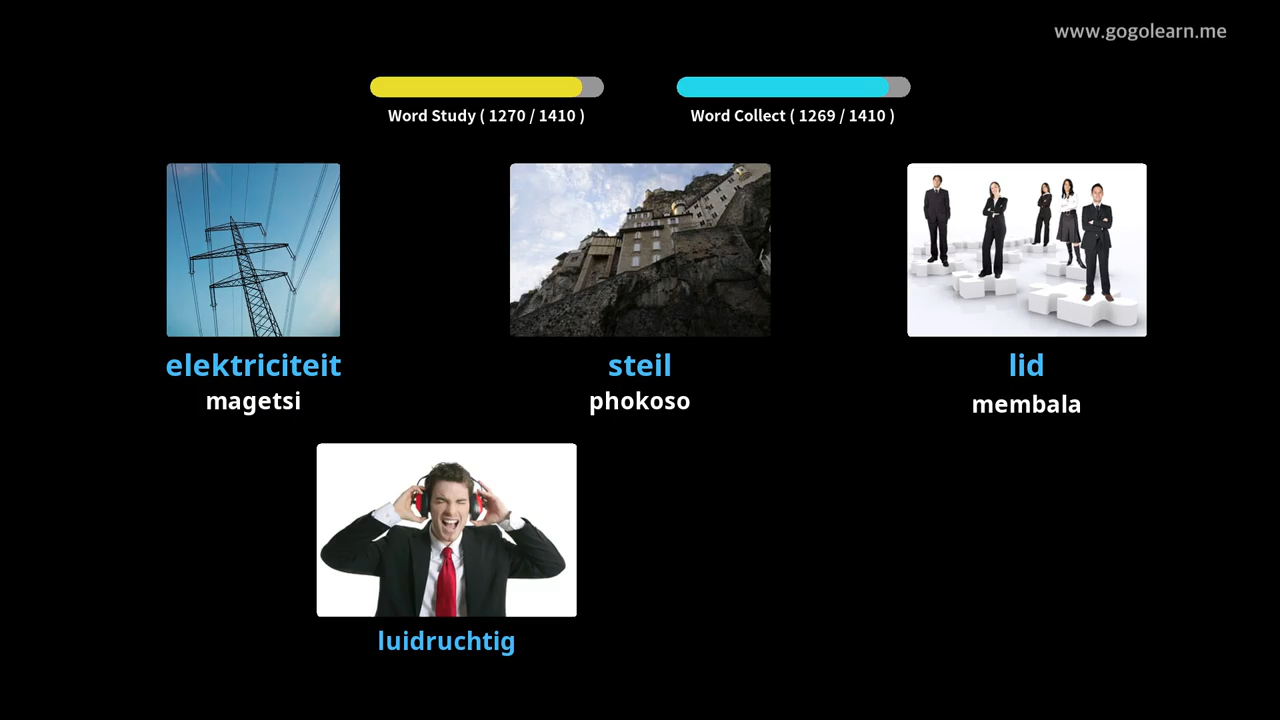 www.gogolearn.me
Word Study ( 1270 / 1410 )
Word Collect ( 1269 / 1410 )
elektriciteit
magetsi
steil
phokoso
lid
membala
luidruchtig